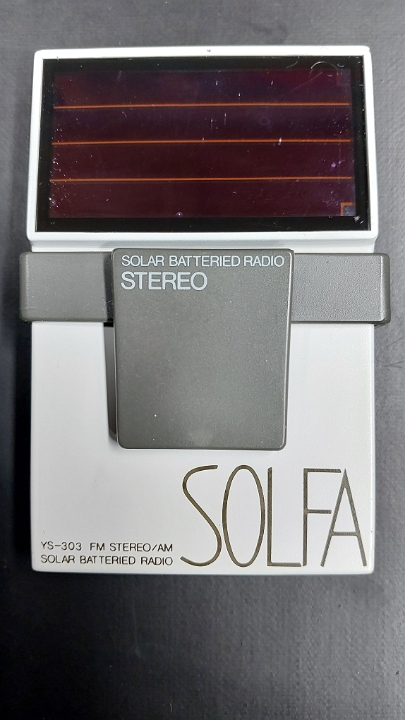 SOLAR BATTERIED RADIO
STEREO
SOLFA
YS-303 FM STEREO/AM
SOLAR BATTERIED RADIO